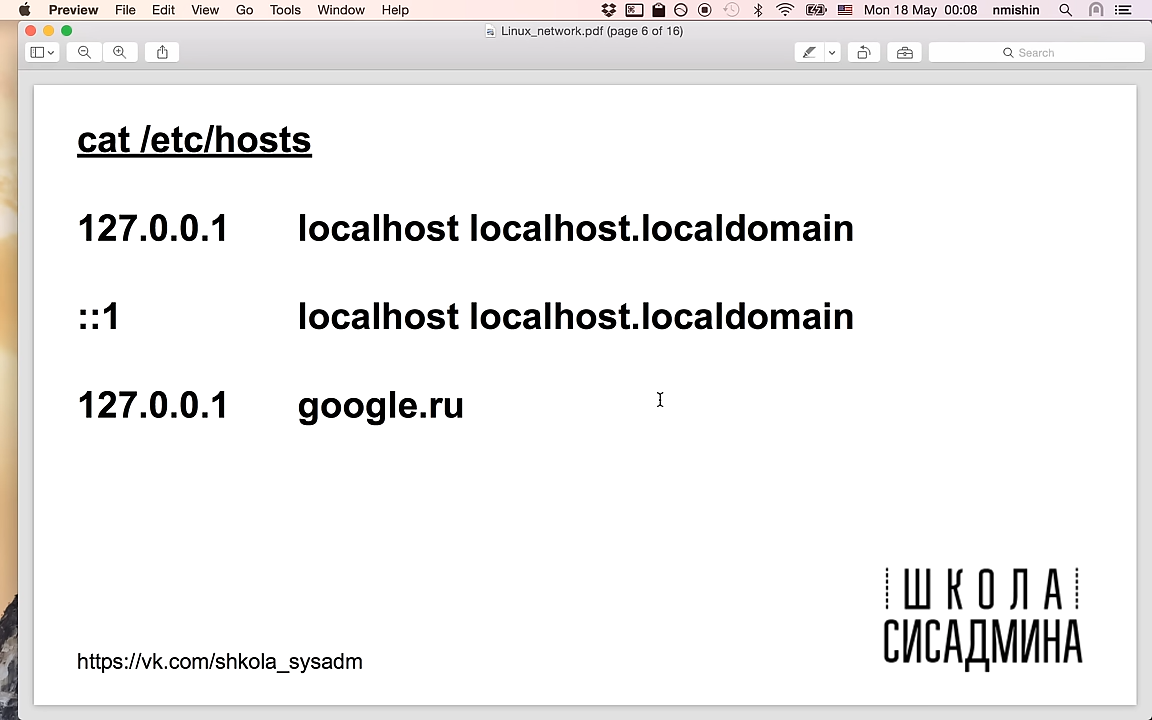 Preview File Edit View Go Tools Window Help Mon 18 May 00:08 nmishin
Linux_network.pdf (page 6 of 16)
Search
cat /etc/hosts
127.0.0.1 localhost localhost.localdomain
::1 localhost localhost.localdomain
127.0.0.1 google.ru
ШКОЛА
СИСАДМИНА
https://vk.com/shkola_sysadm